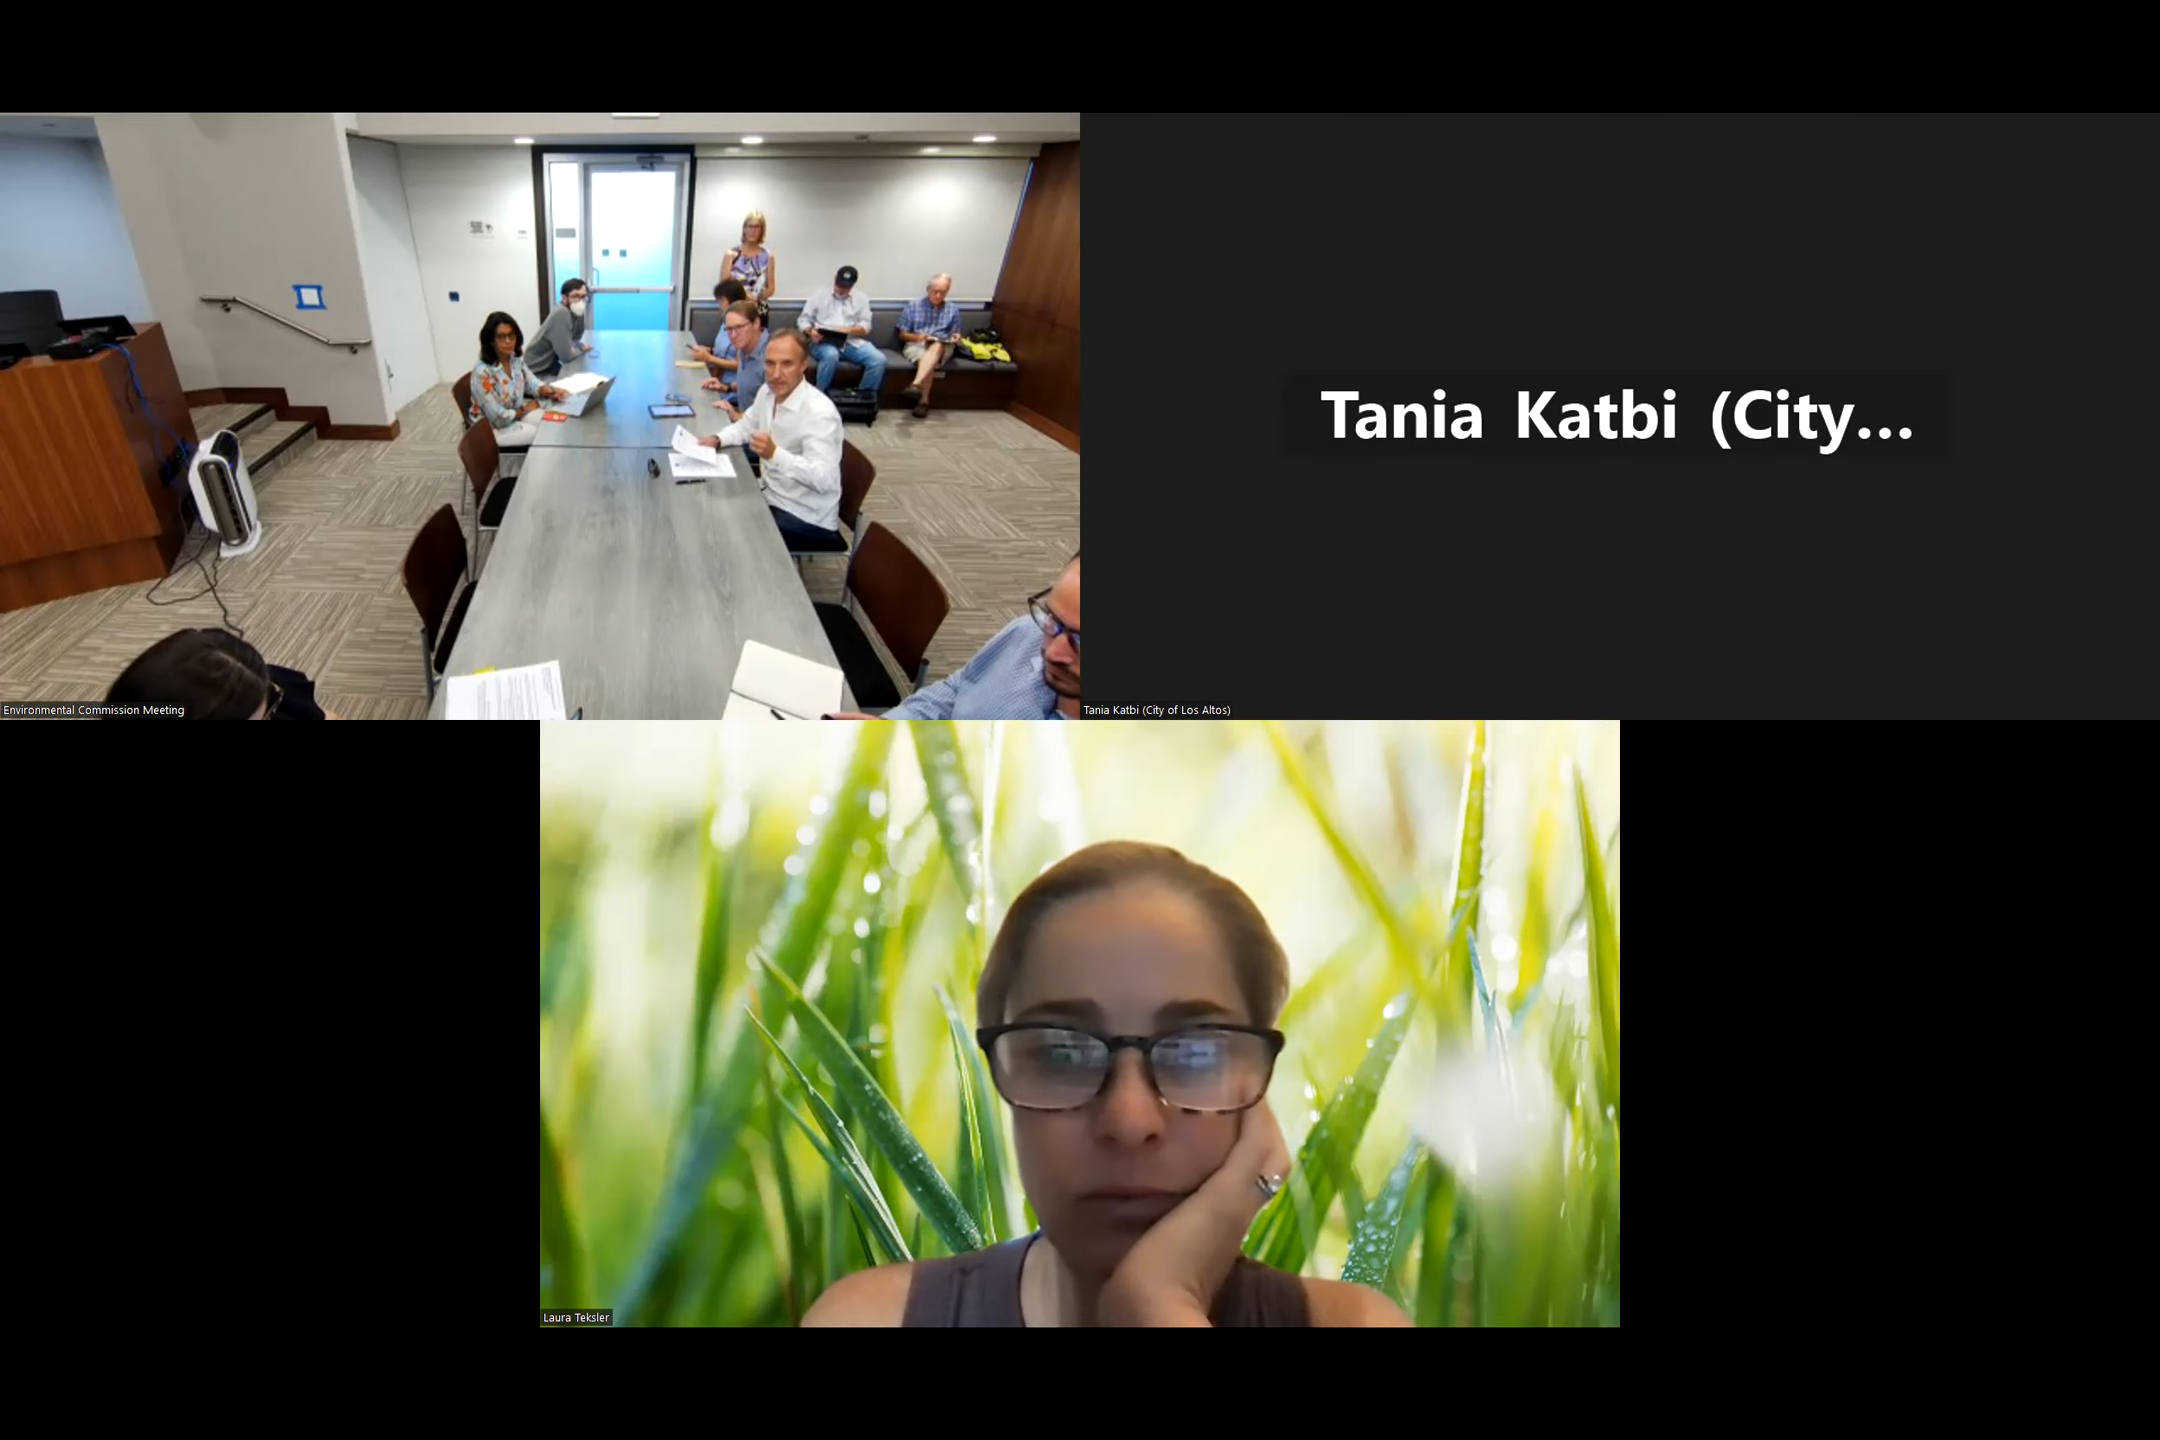 Tania Katbi (City...
Environmental Commission Meeting
Tania Katbi (City of Los Altos)
Laura Teksler